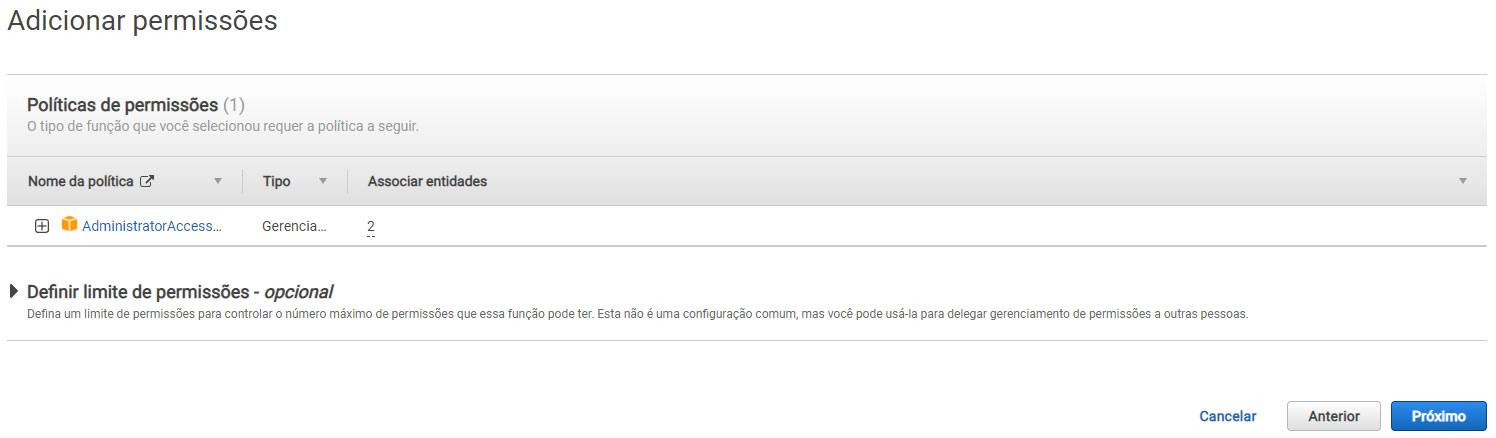 Adicionar permissões
Políticas de permissões (1)
O tipo de função que você selecionou requer a política a seguir.
Nome da política Tipo Associar entidades
AdministratorAccess... Gerencia... 2
Definir limite de permissões - opcional
Defina um limite de permissões para controlar o número máximo de permissões que essa função pode ter. Esta não é uma configuração comum, mas você pode usá-la para delegar gerenciamento de permissões a outras pessoas.
Cancelar Anterior Próximo